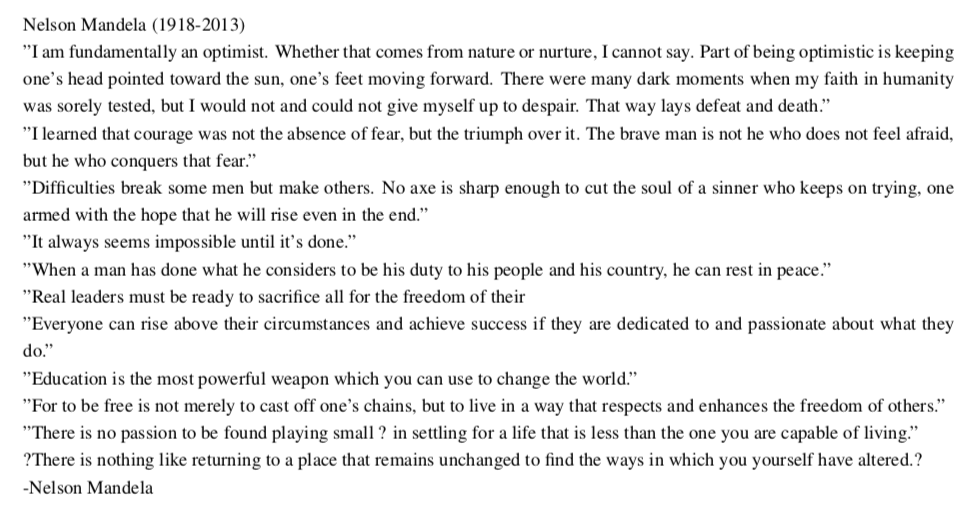 Nelson Mandela (1918-2013)
”I am fundamentally an optimist. Whether that comes from nature or nurture, I cannot say. Part of being optimistic is keeping
one’s head pointed toward the sun, one’s feet moving forward. There were many dark moments when my faith in humanity
was sorely tested, but I would not and could not give myself up to despair. That way lays defeat and death.”
”I learned that courage was not the absence of fear, but the triumph over it. The brave man is not he who does not feel afraid,
but he who conquers that fear.”
”Difficulties break some men but make others. No axe is sharp enough to cut the soul of a sinner who keeps on trying, one
armed with the hope that he will rise even in the end.”
”It always seems impossible until it’s done.”
”When a man has done what he considers to be his duty to his people and his country, he can rest in peace.”
”Real leaders must be ready to sacrifice all for the freedom of their
”Everyone can rise above their circumstances and achieve success if they are dedicated to and passionate about what they
do.”
”Education is the most powerful weapon which you can use to change the world.”
”For to be free is not merely to cast off one’s chains, but to live in a way that respects and enhances the freedom of others.”
”There is no passion to be found playing small ? in settling for a life that is less than the one you are capable of living.”
?There is nothing like returning to a place that remains unchanged to find the ways in which you yourself have altered.?
-Nelson Mandela